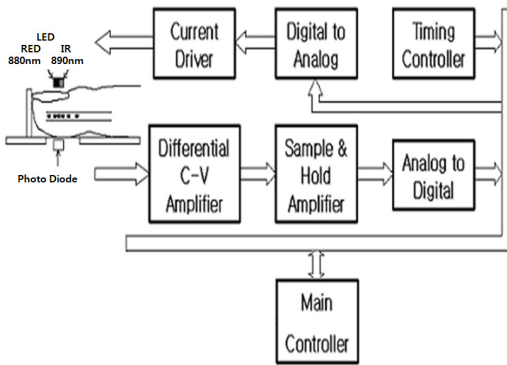 LED
RED IR
880nm 890nm
Photo Diode
Current
Driver
Digital to
Analog
Timing
Controller
Differential
C-V
Amplifier
Sample &
Hold
Amplifier
Analog to
Digital
Main
Controller